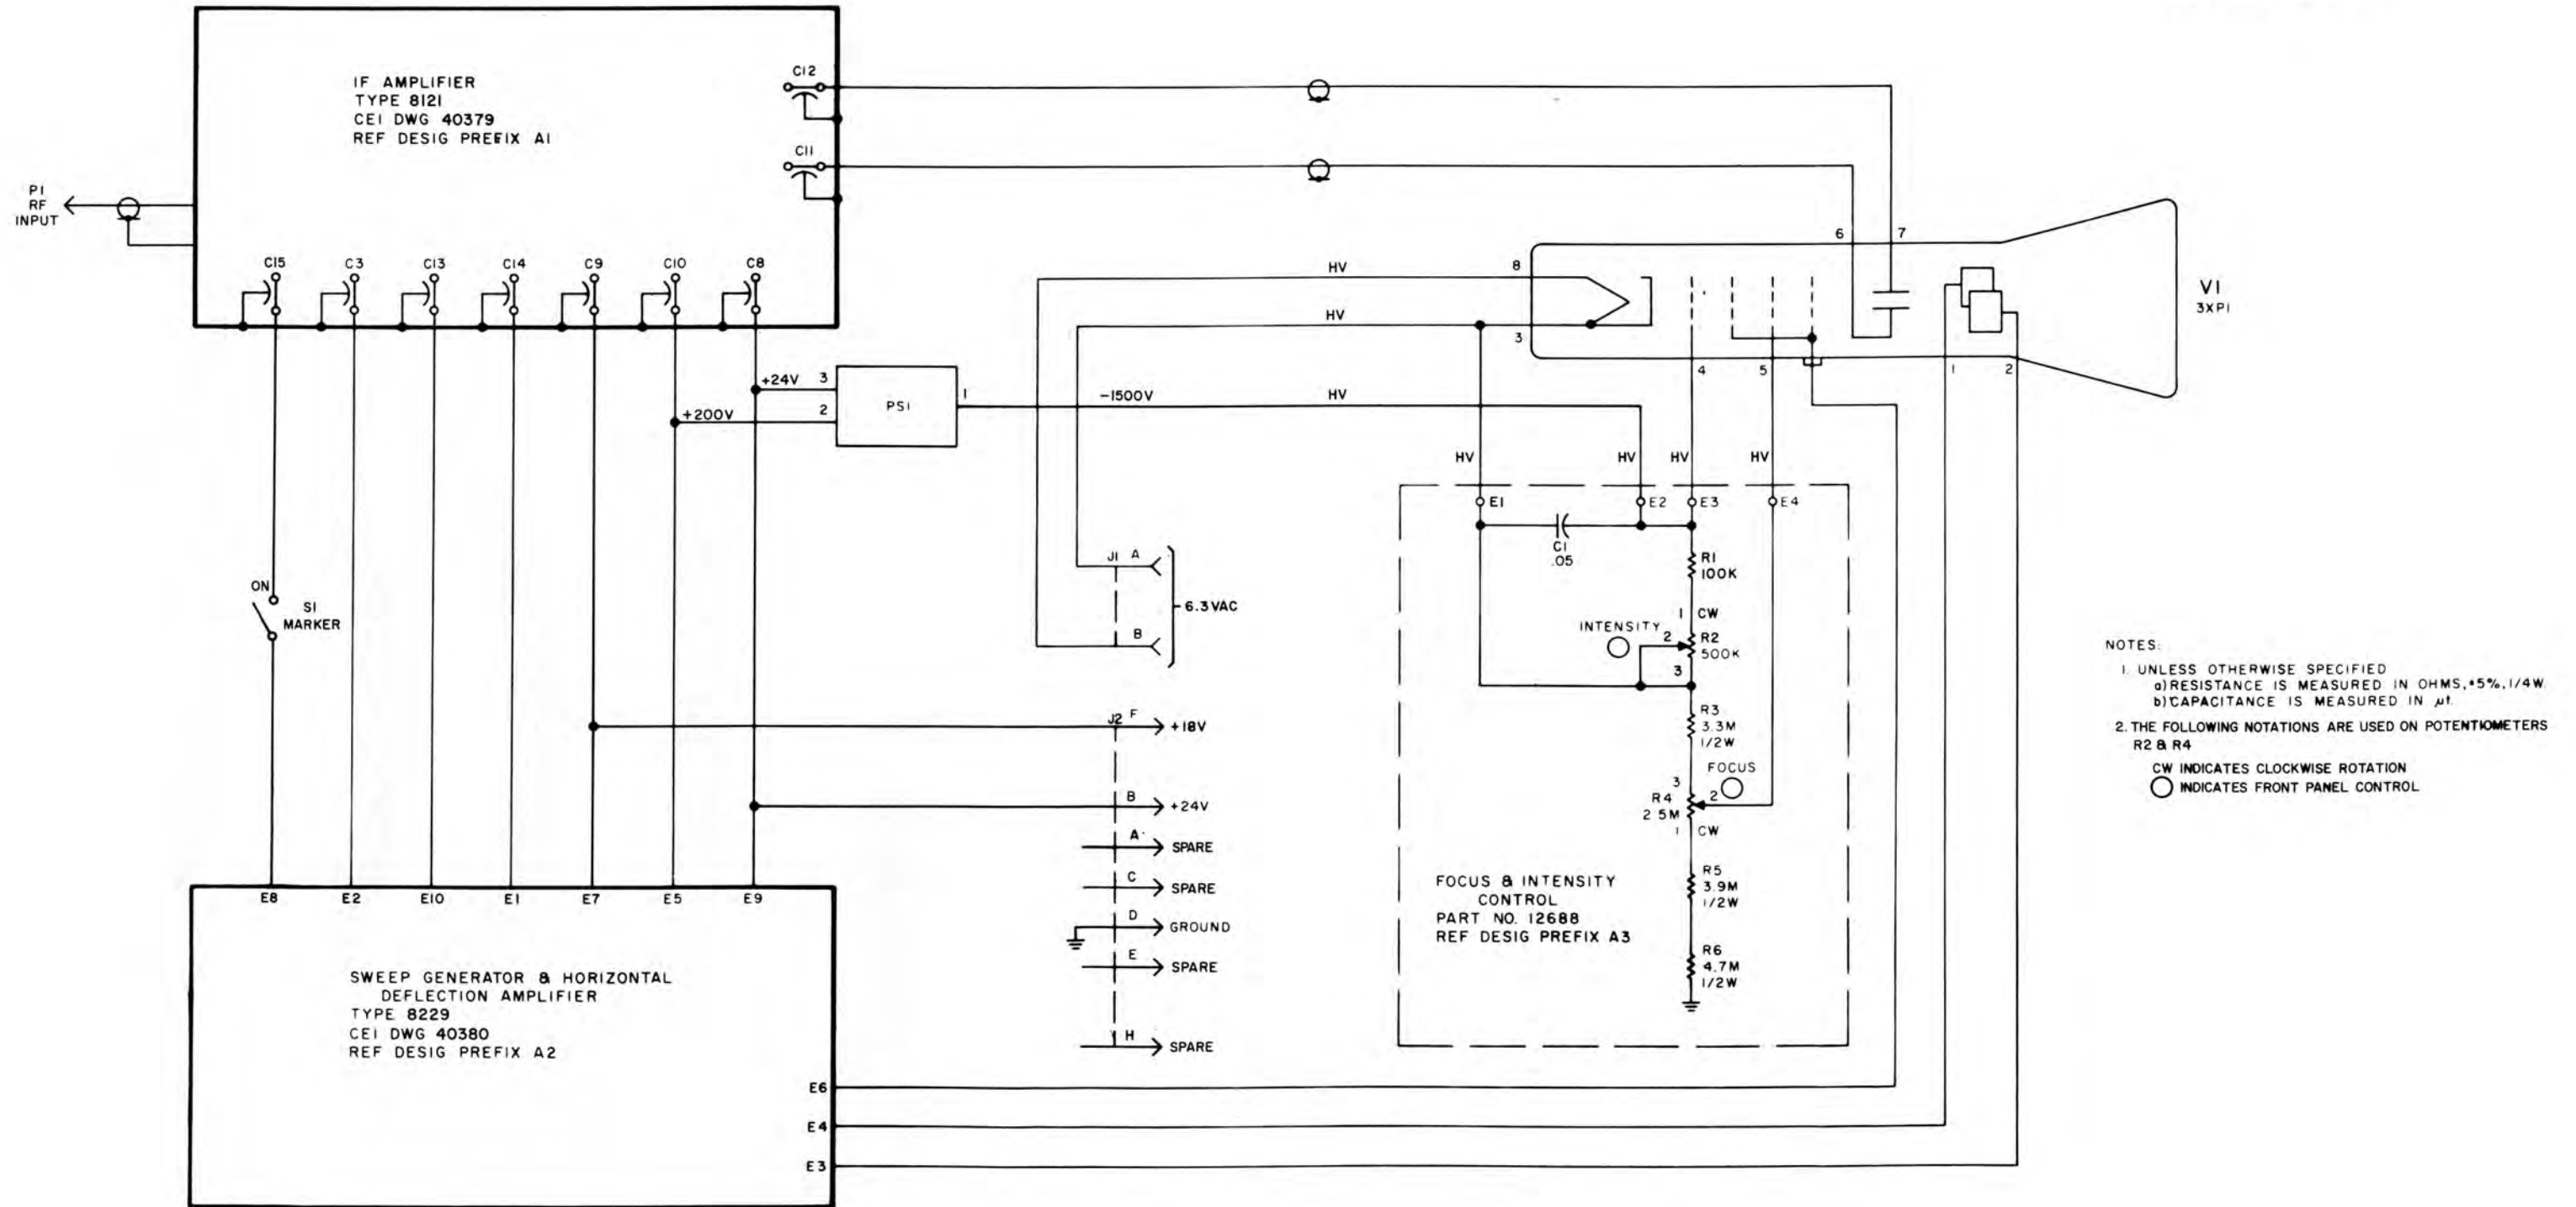 IF AMPLIFIER
TYPE 8121
CEI DWG 40379
REF DESIG PREFIX A1
C12
C11
P1
RF
INPUT
C15
C3
C13
C14
C9
C10
C8
6
7
8
HV
HV
3
V1
3XP1
4
5
1
2
+24V
3
+200V
2
PS1
1
-1500V
HV
HV
HV
HV
HV
E1
E2
E3
E4
C1
.05
R1
100K
1
CW
INTENSITY
2
R2
500K
3
R3
3.3M
1/2W
FOCUS
3
R4
2.5M
2
1
CW
R5
3.9M
1/2W
R6
4.7M
1/2W
FOCUS & INTENSITY
CONTROL
PART NO. 12688
REF DESIG PREFIX A3
J1
A
B
6.3VAC
ON
S1
MARKER
J2
F
+18V
B
+24V
A
SPARE
C
SPARE
D
GROUND
E
SPARE
H
SPARE
NOTES:
1. UNLESS OTHERWISE SPECIFIED
a) RESISTANCE IS MEASURED IN OHMS, ±5%, 1/4W.
b) CAPACITANCE IS MEASURED IN µf.
2. THE FOLLOWING NOTATIONS ARE USED ON POTENTIOMETERS
R2 & R4
CW INDICATES CLOCKWISE ROTATION
INDICATES FRONT PANEL CONTROL
E8
E2
E10
E1
E7
E5
E9
SWEEP GENERATOR & HORIZONTAL
DEFLECTION AMPLIFIER
TYPE 8229
CEI DWG 40380
REF DESIG PREFIX A2
E6
E4
E3